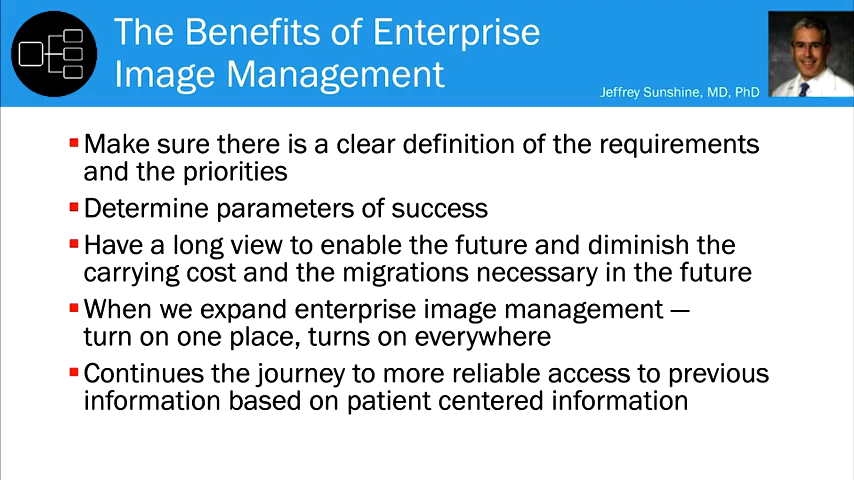 The Benefits of Enterprise
Image Management
Jeffrey Sunshine, MD, PhD
Make sure there is a clear definition of the requirements
and the priorities
Determine parameters of success
Have a long view to enable the future and diminish the
carrying cost and the migrations necessary in the future
When we expand enterprise image management —
turn on one place, turns on everywhere
Continues the journey to more reliable access to previous
information based on patient centered information